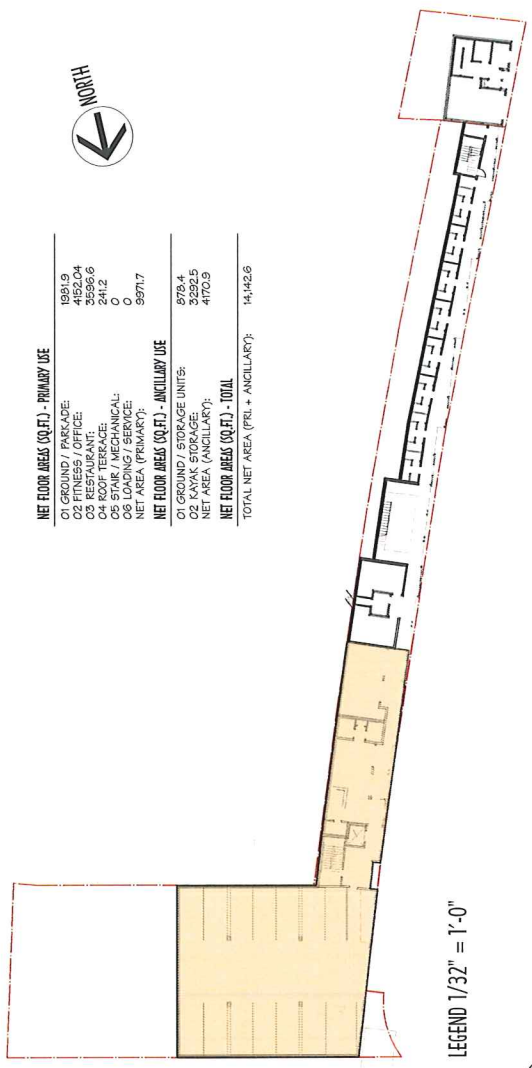 NORTH
NET FLOOR AREAS (SQ.FT.) - PRIMARY USE
01 GROUND / PARKADE: 1981.9
02 FITNESS / OFFICE: 4152.04
03 RESTAURANT: 3596.6
04 ROOF TERRACE: 241.2
05 STAIR / MECHANICAL: 0
06 LOADING / SERVICE: 0
NET AREA (PRIMARY): 9971.7
NET FLOOR AREAS (SQ.FT.) - ANCILLARY USE
01 GROUND / STORAGE UNITS: 878.4
02 KAYAK STORAGE: 3292.5
NET AREA (ANCILLARY): 4170.9
NET FLOOR AREAS (SQ.FT.) - TOTAL
TOTAL NET AREA (PRI. + ANCILLARY): 14,142.6
LEGEND 1/32" = 1'-0"